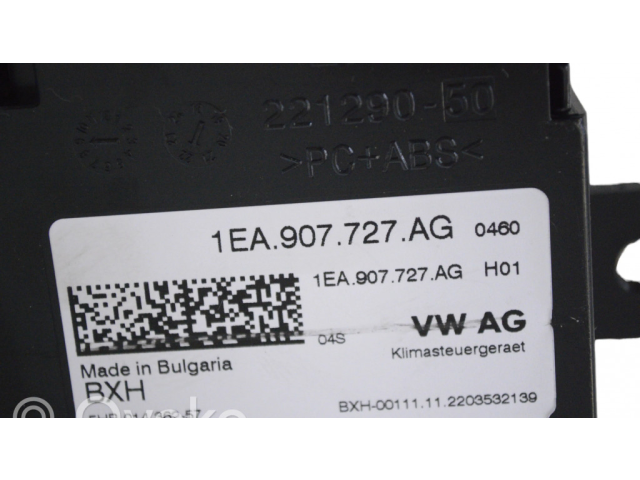 221290-50
>PC+ABS<
1EA.907.727.AG 0460
1EA.907.727.AG H01
04S VW AG
Made in Bulgaria Klimasteuergeraet
BXH
BXH-00111.11.2203532139